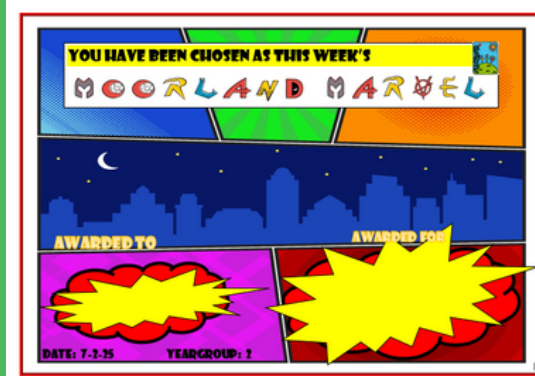 YOU HAVE BEEN CHOSEN AS THIS WEEK'S
MOORLAND MARVEL
AWARDED TO
AWARDED FOR
DATE: 7-2-25
YEARGROUP: 2